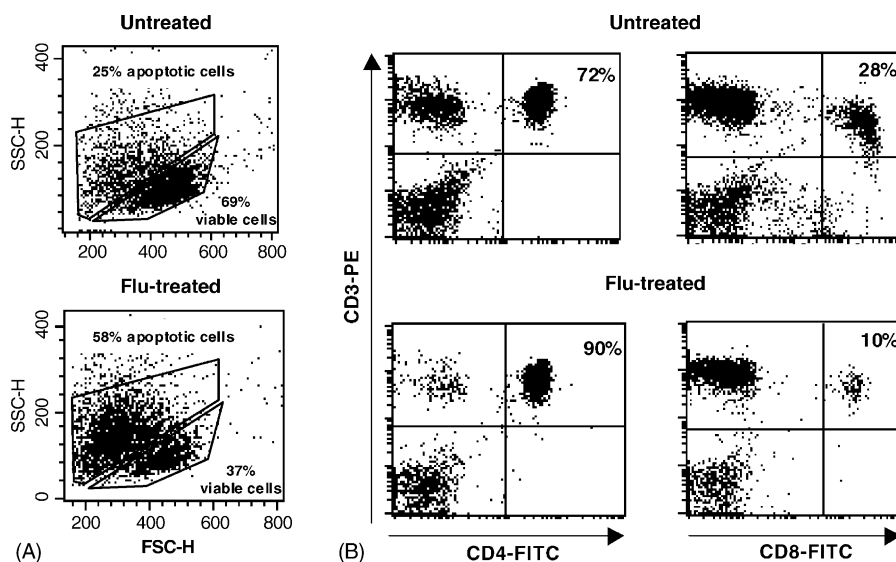 Untreated
25% apoptotic cells
69%
viable cells
SSC-H
400
200
200
400
600
800
Flu-treated
58% apoptotic cells
37%
viable cells
SSC-H
400
200
0
200
400
600
800
FSC-H
(A)
Untreated
72%
28%
CD3-PE
Flu-treated
90%
10%
CD4-FITC
CD8-FITC
(B)